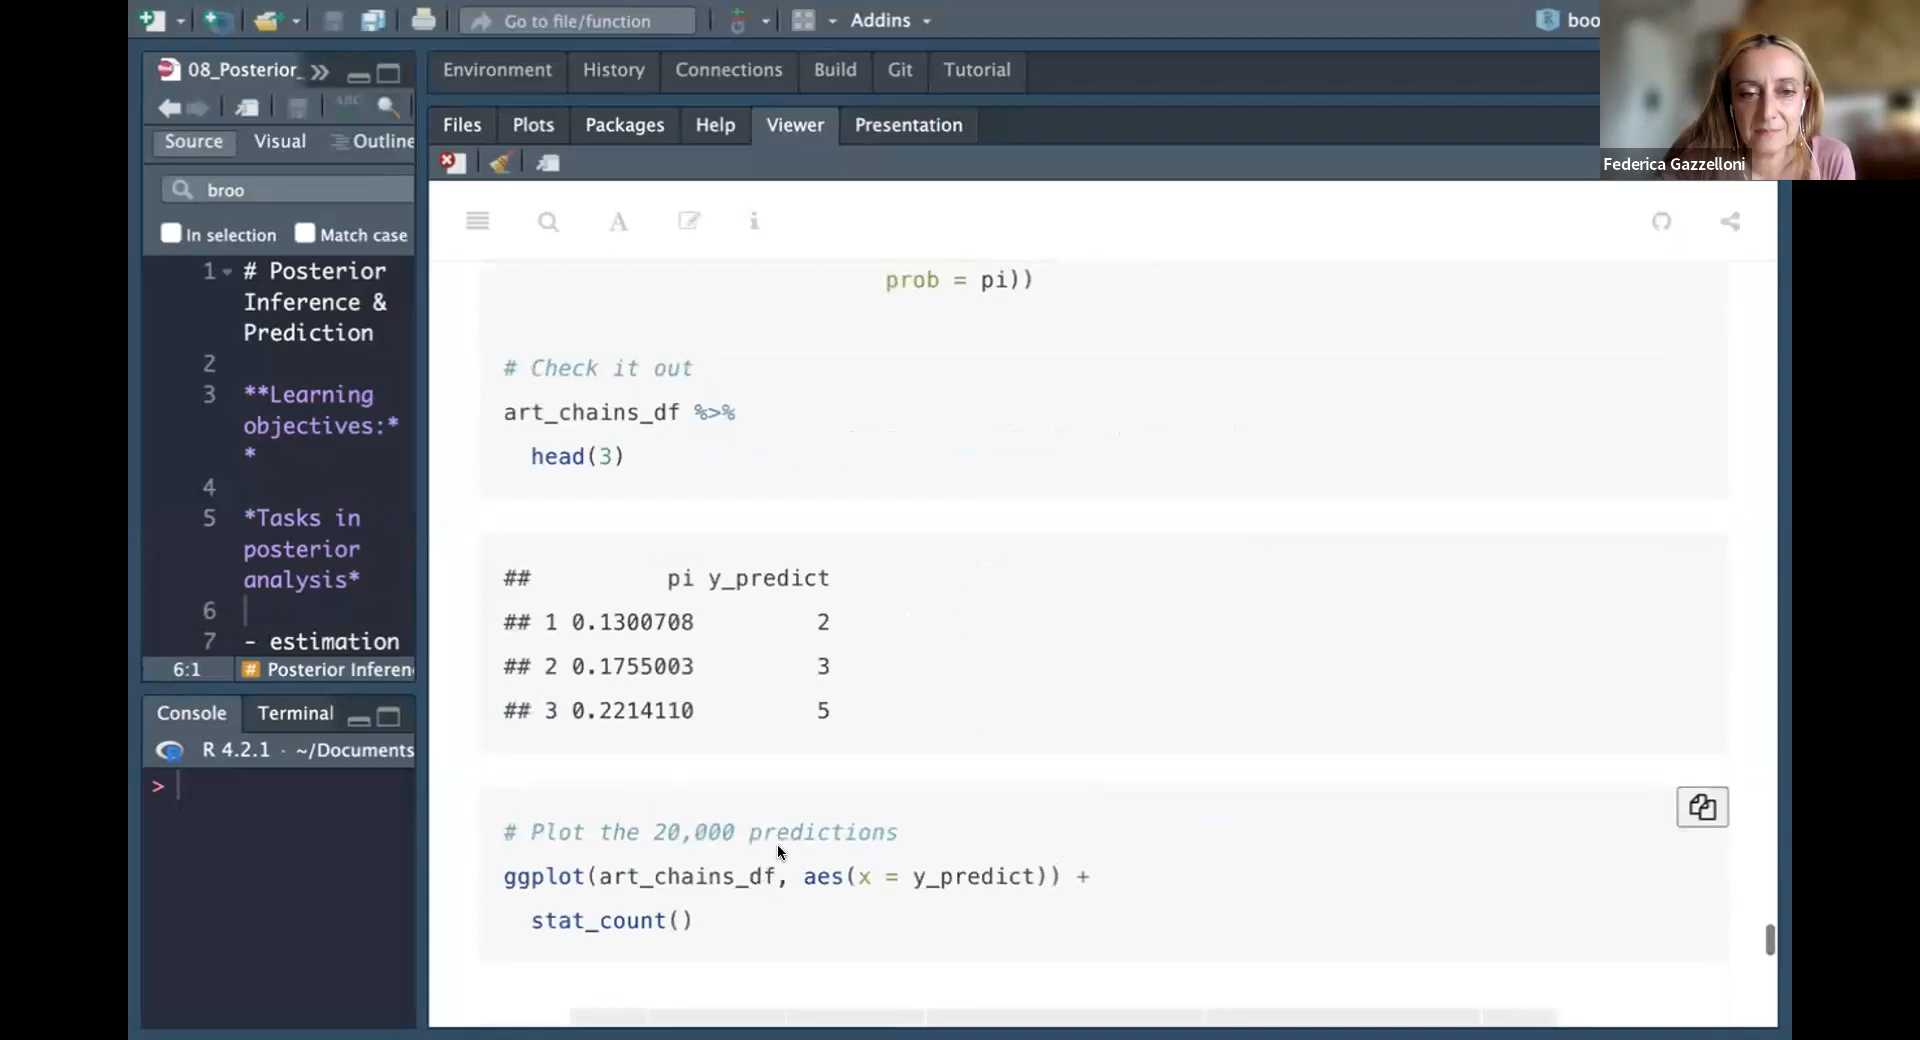 Go to file/function
Addins
boo
08_Posterior_
ABC
Source
Visual
Outline
broo
In selection
Match case
1 # Posterior
Inference &
Prediction
2
3 **Learning
objectives:*
*
4
5 *Tasks in
posterior
analysis*
6
7 - estimation
6:1
# Posterior Inferen
Console
Terminal
R 4.2.1 · ~/Documents
>
Environment
History
Connections
Build
Git
Tutorial
Files
Plots
Packages
Help
Viewer
Presentation
A
i
prob = pi))
# Check it out
art_chains_df %>%
head(3)
## pi y_predict
## 1 0.1300708 2
## 2 0.1755003 3
## 3 0.2214110 5
# Plot the 20,000 predictions
ggplot(art_chains_df, aes(x = y_predict)) +
stat_count()
Federica Gazzelloni